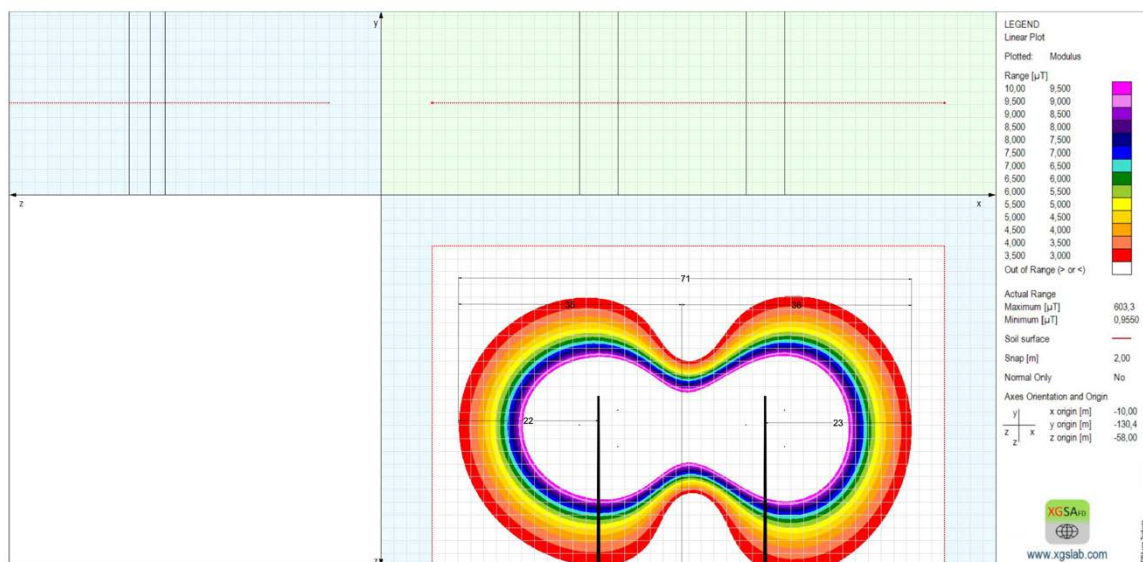 y
z
x
71
35
36
22
23
z
LEGEND
Linear Plot
Plotted: Modulus
Range [µT]
10,00 9,500
9,500 9,000
9,000 8,500
8,500 8,000
8,000 7,500
7,500 7,000
7,000 6,500
6,500 6,000
6,000 5,500
5,500 5,000
5,000 4,500
4,500 4,000
4,000 3,500
3,500 3,000
Out of Range (> or <)
Actual Range
Maximum [µT] 603,3
Minimum [µT] 0,9550
Soil surface
Snap [m] 2,00
Normal Only No
Axes Orientation and Origin
y x origin [m] -10,00
z x y origin [m] -130,4
z z origin [m] -58,00
XGSA FD
www.xgslab.com